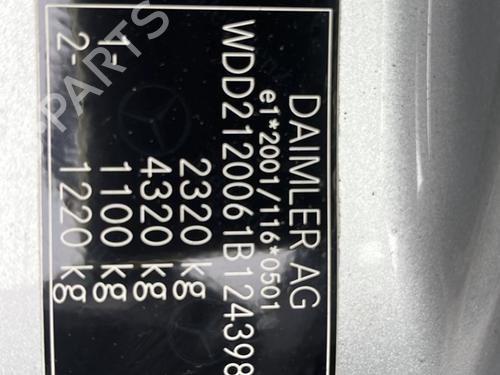 DAIMLER AG
e1*2001/116*0501
WDD2120061B124398
2320 kg
4320 kg
1- 1100 kg
2- 1220 kg
B-PARTS